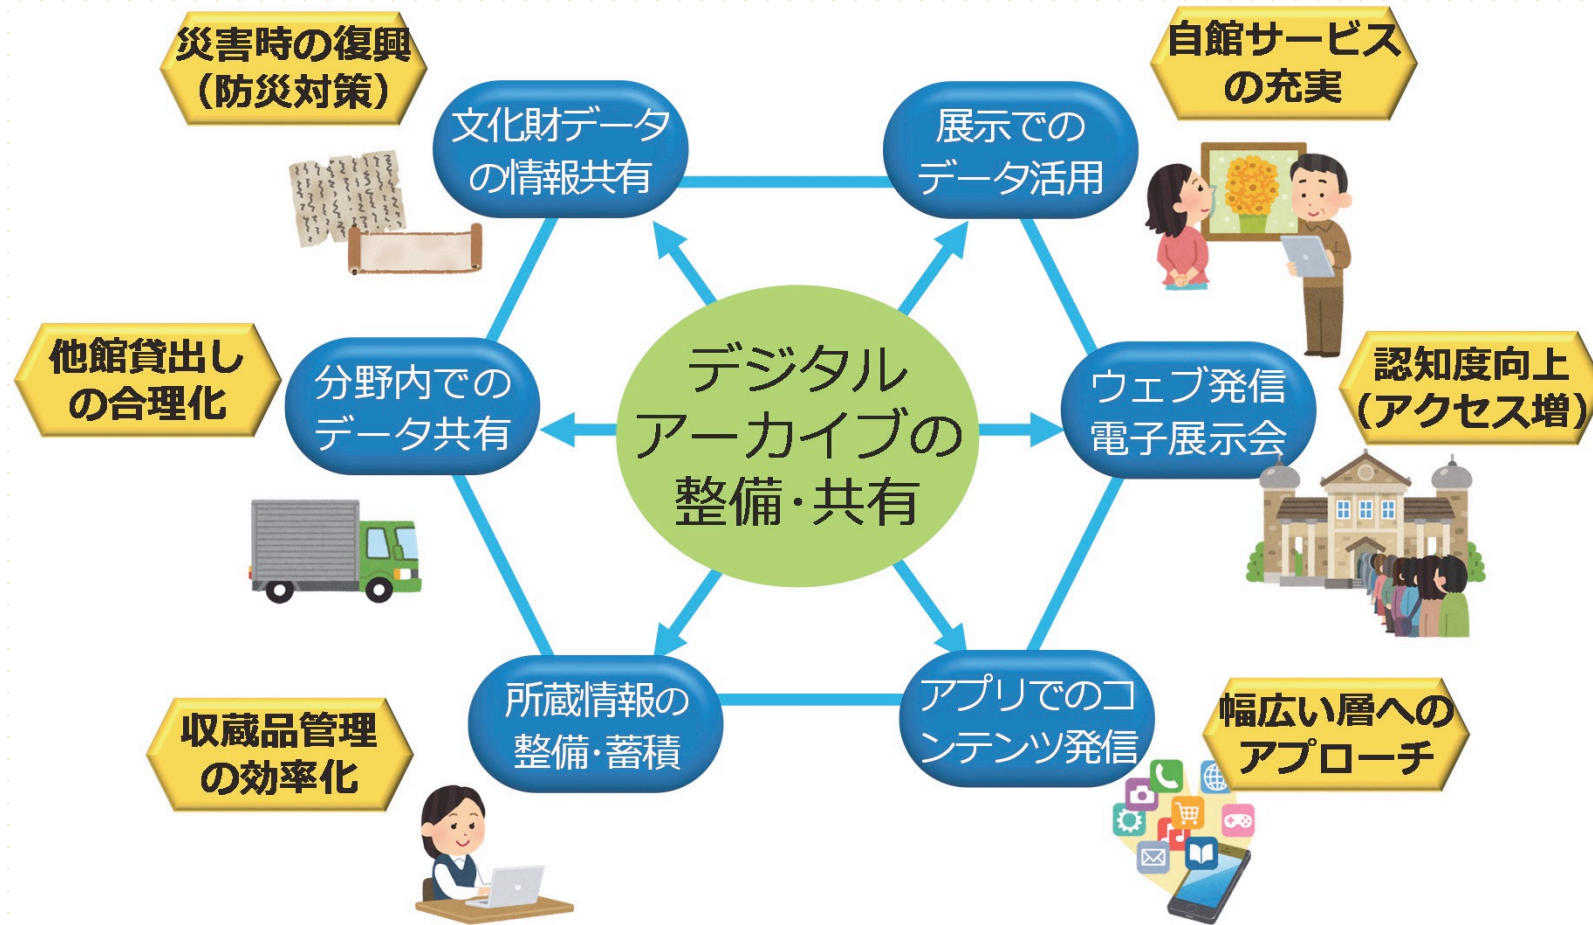 災害時の復興
（防災対策）
文化財データ
の情報共有
展示での
データ活用
自館サービス
の充実
他館貸出し
の合理化
分野内での
データ共有
デジタル
アーカイブの
整備・共有
ウェブ発信
電子展示会
認知度向上
（アクセス増）
収蔵品管理
の効率化
所蔵情報の
整備・蓄積
アプリでのコ
ンテンツ発信
幅広い層への
アプローチ